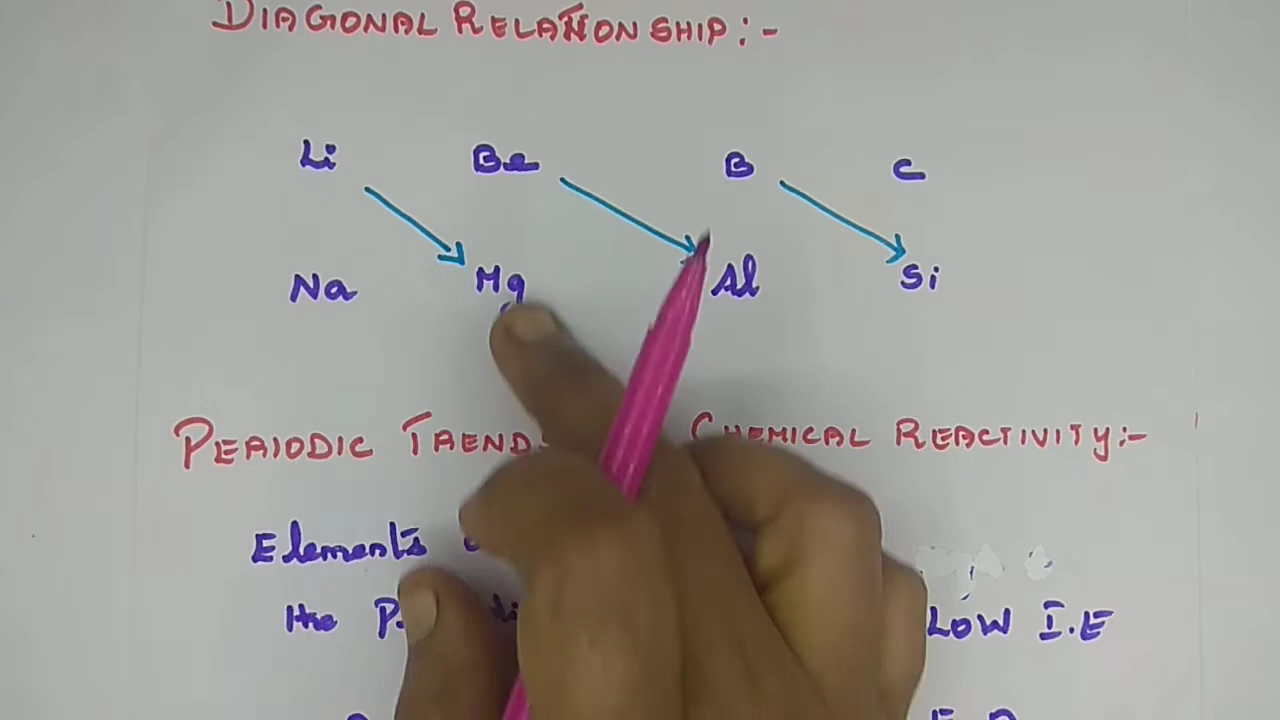 DIAGONAL RELATIONSHIP:-
Li Be B C
Na Mg Al Si
PERIODIC TREND CHEMICAL REACTIVITY:-
Elements
the LOW I.E